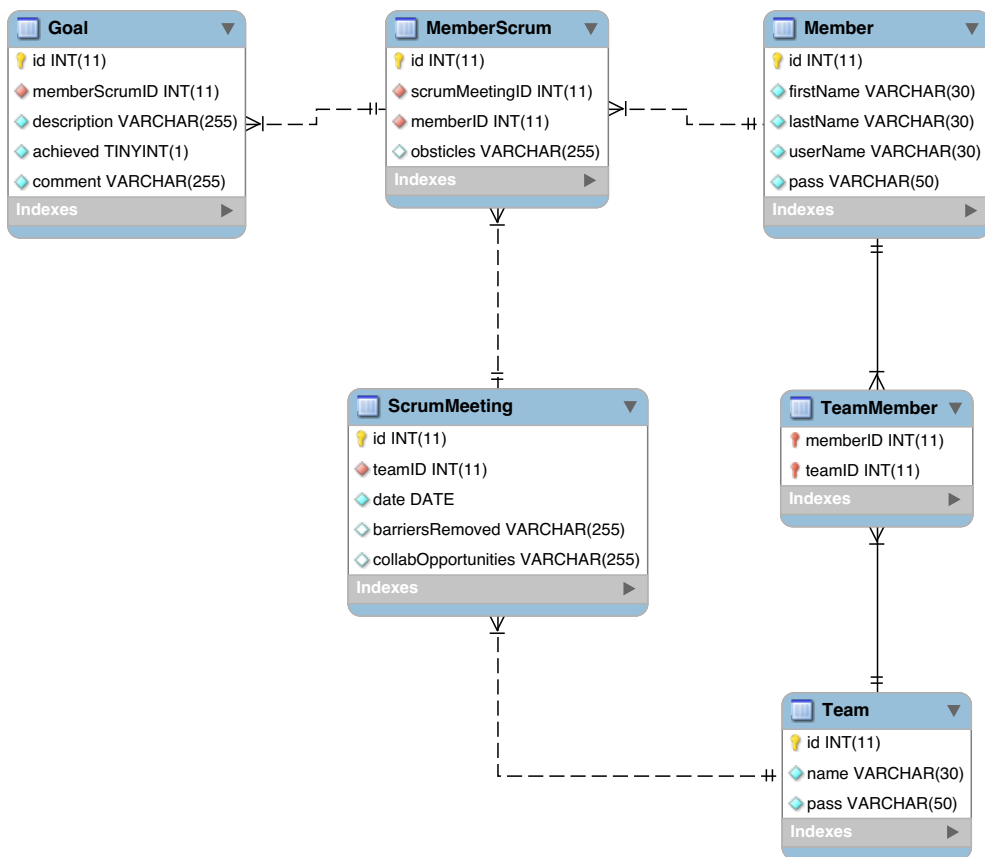 Goal
id INT(11)
memberScrumID INT(11)
description VARCHAR(255)
achieved TINYINT(1)
comment VARCHAR(255)
Indexes
MemberScrum
id INT(11)
scrumMeetingID INT(11)
memberID INT(11)
obsticles VARCHAR(255)
Indexes
Member
id INT(11)
firstName VARCHAR(30)
lastName VARCHAR(30)
userName VARCHAR(30)
pass VARCHAR(50)
Indexes
ScrumMeeting
id INT(11)
teamID INT(11)
date DATE
barriersRemoved VARCHAR(255)
collabOpportunities VARCHAR(255)
Indexes
TeamMember
memberID INT(11)
teamID INT(11)
Indexes
Team
id INT(11)
name VARCHAR(30)
pass VARCHAR(50)
Indexes